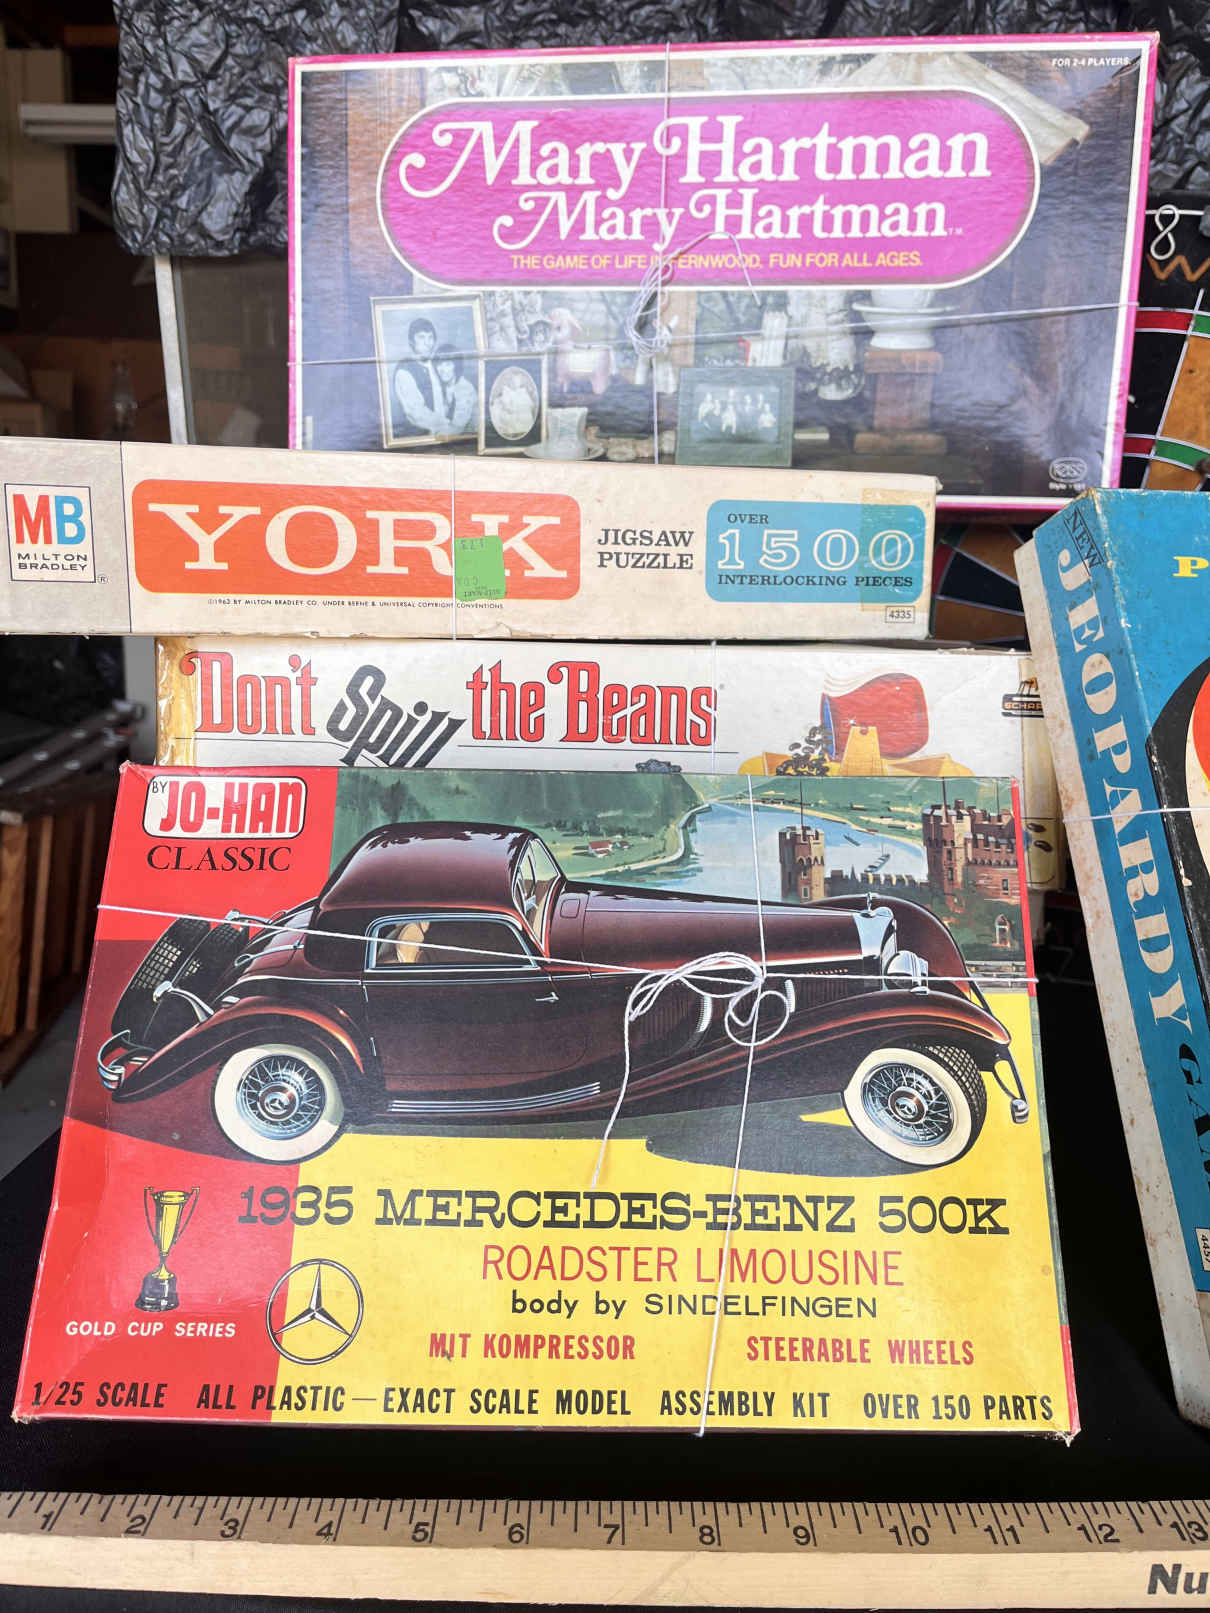 FOR 2-4 PLAYERS.
Mary Hartman
Mary Hartman TM
THE GAME OF LIFE IN FERNWOOD, FUN FOR ALL AGES.
MB
MILTON
BRADLEY
®
YORK
JIGSAW
PUZZLE
OVER
1500
INTERLOCKING PIECES
©1963 BY MILTON BRADLEY CO. UNDER BERNE & UNIVERSAL COPYRIGHT CONVENTIONS
4335
Don't Spill the Beans
NEW
JEOPARDY
P
BY
JO-HAN
CLASSIC
1935 MERCEDES-BENZ 500K
ROADSTER LIMOUSINE
body by SINDELFINGEN
GOLD CUP SERIES
MIT KOMPRESSOR STEERABLE WHEELS
1/25 SCALE ALL PLASTIC—EXACT SCALE MODEL ASSEMBLY KIT OVER 150 PARTS
1 2 3 4 5 6 7 8 9 10 11 12 13
Nu